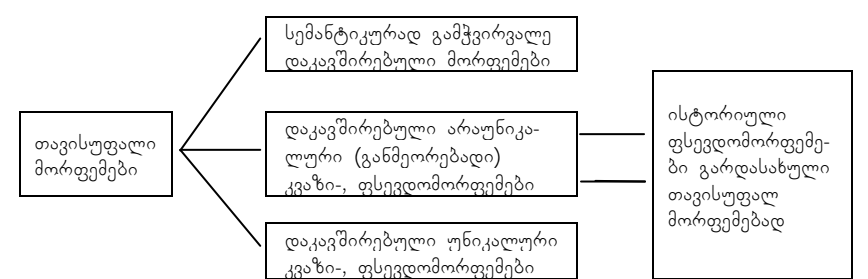 სემანტიკურად გამჭვირვალე
დაკავშირებული მორფემები
თავისუფალი
მორფემები
დაკავშირებული არაუნიკა-
ლური (განმეორებადი)
კვაზი-, ფსევდომორფემები
დაკავშირებული უნიკალური
კვაზი-, ფსევდომორფემები
ისტორიული
ფსევდომორფემე-
ბი გარდასახული
თავისუფალ
მორფემებად